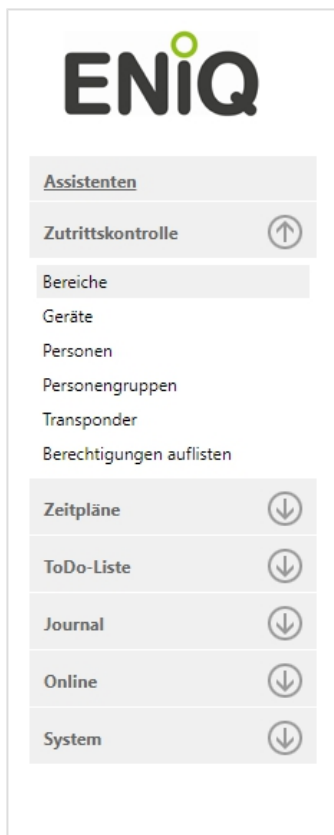 ENiQ
Assistenten
Zutrittskontrolle
Bereiche
Geräte
Personen
Personengruppen
Transponder
Berechtigungen auflisten
Zeitpläne
ToDo-Liste
Journal
Online
System